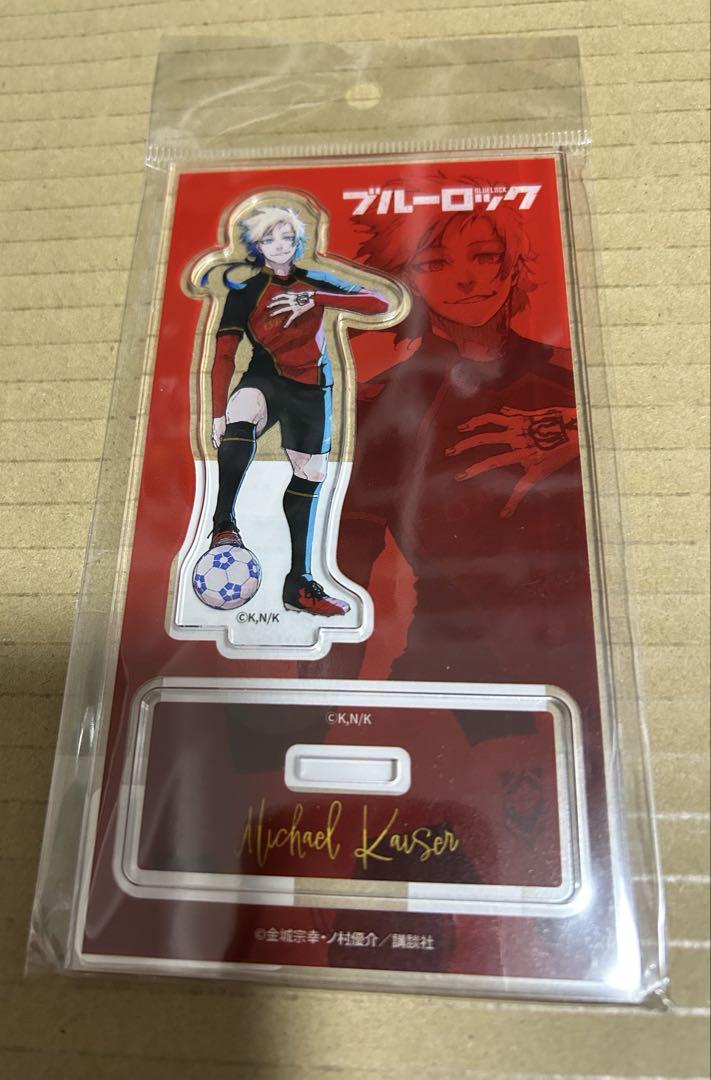 ブルーロック
BLUELOCK
©K,N/K
©K,N/K
Michael Kaiser
©金城宗幸・ノ村優介／講談社